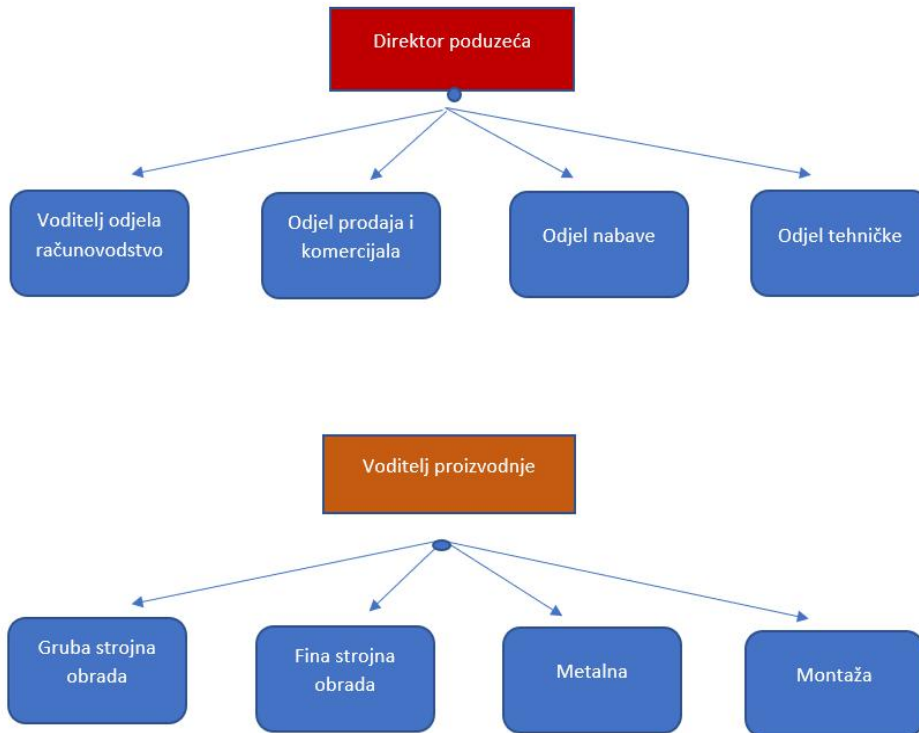 Direktor poduzeća
Voditelj odjela
računovodstvo
Odjel prodaja i
komercijala
Odjel nabave
Odjel tehničke
Voditelj proizvodnje
Gruba strojna
obrada
Fina strojna
obrada
Metalna
Montaža